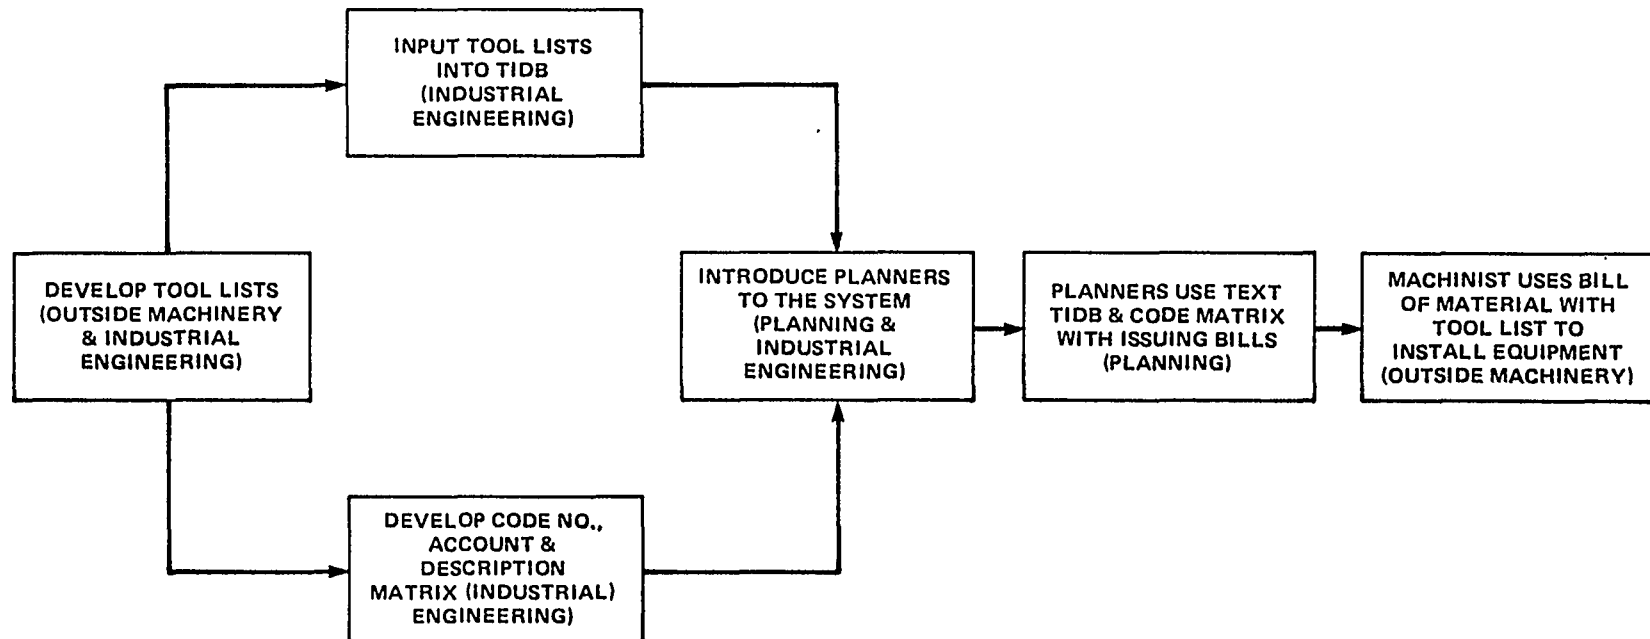 INPUT TOOL LISTS
INTO TIDB
(INDUSTRIAL
ENGINEERING)
DEVELOP TOOL LISTS
(OUTSIDE MACHINERY
& INDUSTRIAL
ENGINEERING)
INTRODUCE PLANNERS
TO THE SYSTEM
(PLANNING &
INDUSTRIAL
ENGINEERING)
PLANNERS USE TEXT
TIDB & CODE MATRIX
WITH ISSUING BILLS
(PLANNING)
MACHINIST USES BILL
OF MATERIAL WITH
TOOL LIST TO
INSTALL EQUIPMENT
(OUTSIDE MACHINERY)
DEVELOP CODE NO.,
ACCOUNT &
DESCRIPTION
MATRIX (INDUSTRIAL)
ENGINEERING)